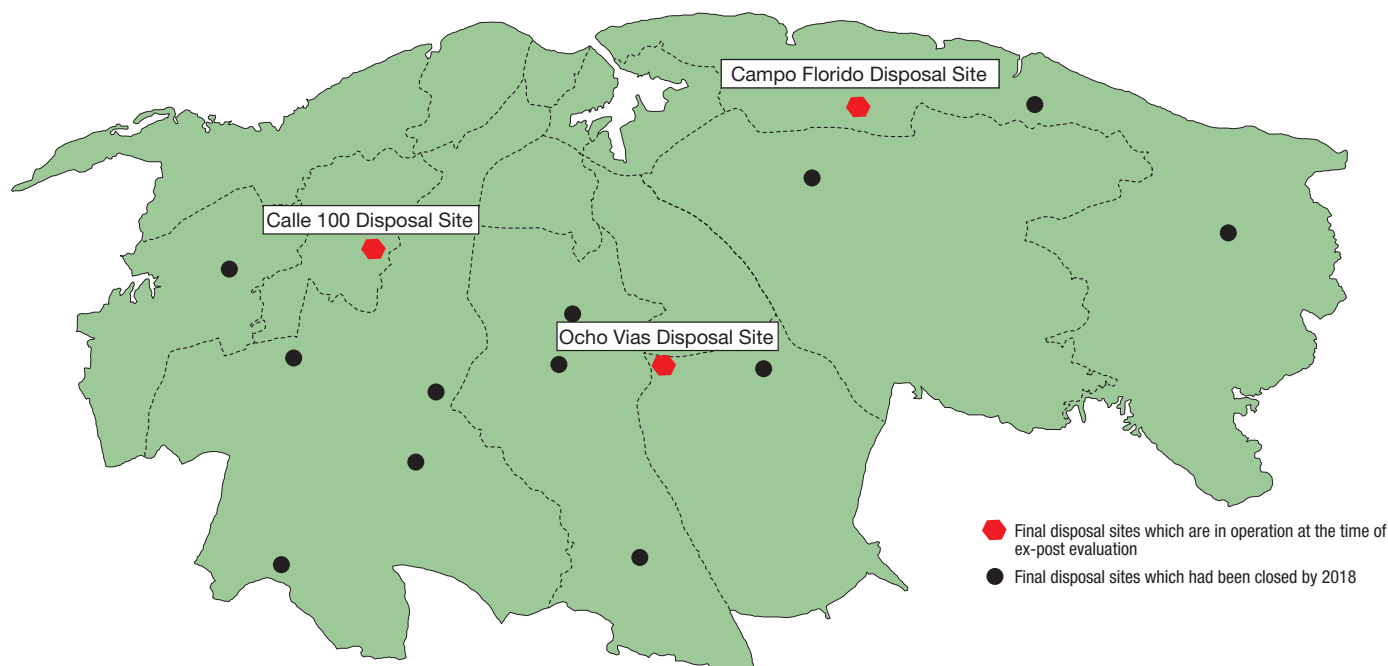 Campo Florido Disposal Site
Calle 100 Disposal Site
Ocho Vias Disposal Site
Final disposal sites which are in operation at the time of
ex-post evaluation
Final disposal sites which had been closed by 2018